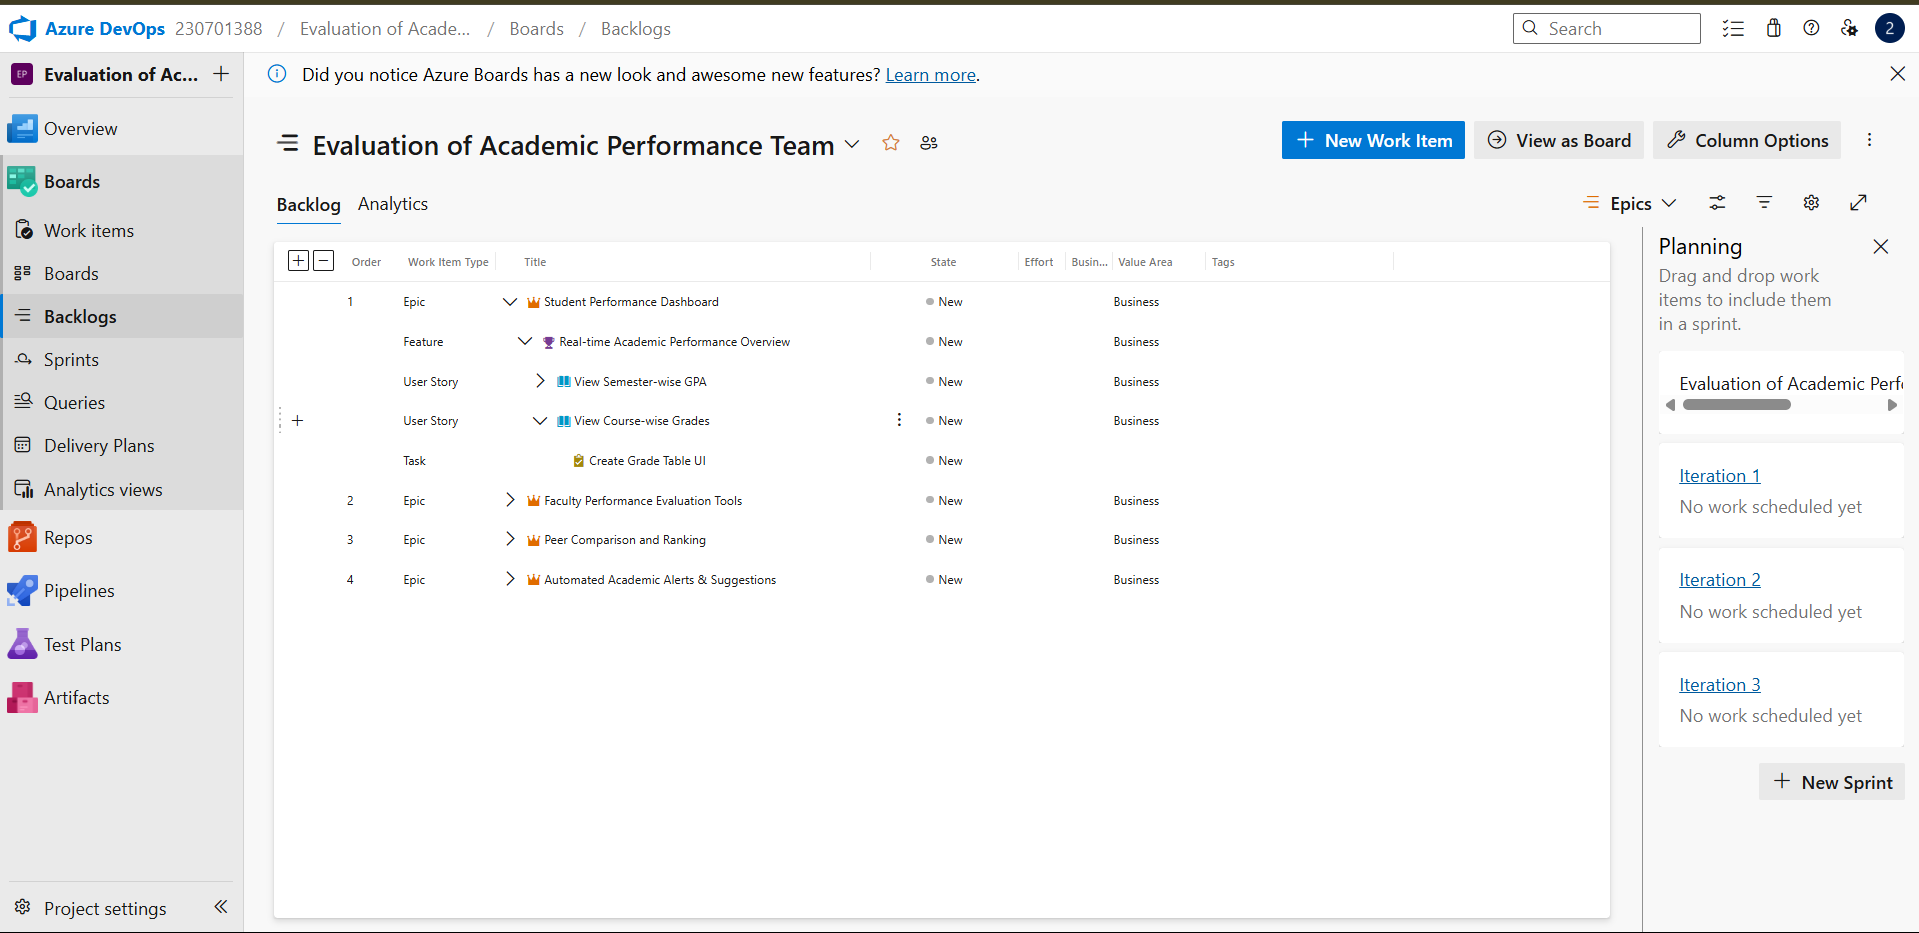 Azure DevOps 230701388 / Evaluation of Acade... / Boards / Backlogs
Search
2
EP Evaluation of Ac...
Did you notice Azure Boards has a new look and awesome new features? Learn more.
Overview
Boards
Work items
Boards
Backlogs
Sprints
Queries
Delivery Plans
Analytics views
Repos
Pipelines
Test Plans
Artifacts
Project settings
Evaluation of Academic Performance Team
New Work Item
View as Board
Column Options
Backlog Analytics
Epics
Order Work Item Type Title State Effort Busin... Value Area Tags
1 Epic Student Performance Dashboard New Business
Feature Real-time Academic Performance Overview New Business
User Story View Semester-wise GPA New Business
User Story View Course-wise Grades New Business
Task Create Grade Table UI New
2 Epic Faculty Performance Evaluation Tools New Business
3 Epic Peer Comparison and Ranking New Business
4 Epic Automated Academic Alerts & Suggestions New Business
Planning
Drag and drop work
items to include them
in a sprint.
Evaluation of Academic Perf
Iteration 1
No work scheduled yet
Iteration 2
No work scheduled yet
Iteration 3
No work scheduled yet
New Sprint